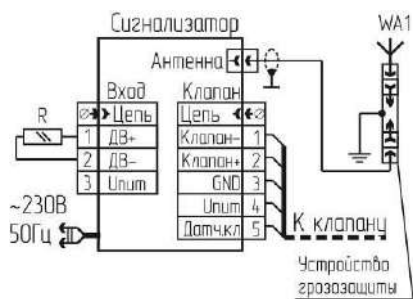 Сигнализатор
WA1
Антенна
Вход
Клапан
R
Цепь
Цепь
1 ДВ+
Клапан- 1
2 ДВ-
Клапан+ 2
3 Uпит
GND 3
~230В
50Гц
Uпит 4
Датч.кл 5
К клапану
Устройство
грозозащиты